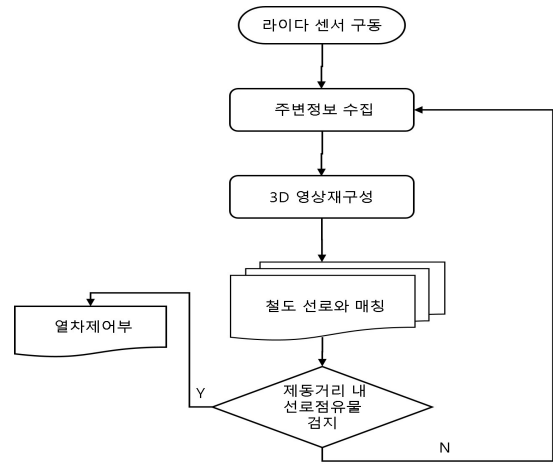 라이다 센서 구동
주변정보 수집
3D 영상재구성
철도 선로와 매칭
열차제어부
Y
제동거리 내
선로점유물
검지
N